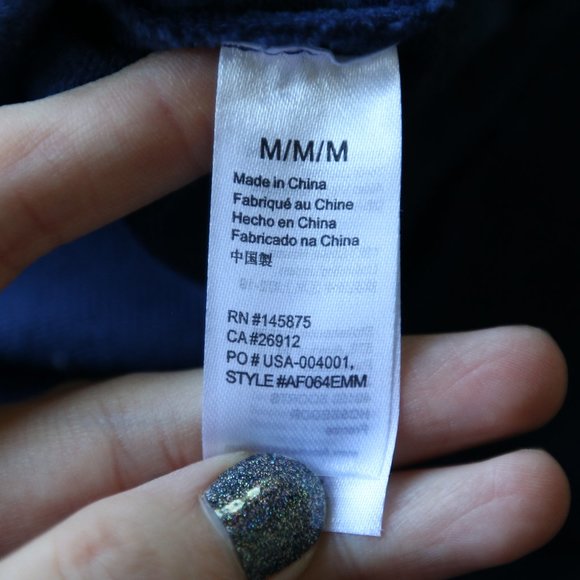 M/M/M
Made in China
Fabriqué au Chine
Hecho en China
Fabricado na China
中国製
RN #145875
CA #26912
PO # USA-004001,
STYLE #AF064EMM